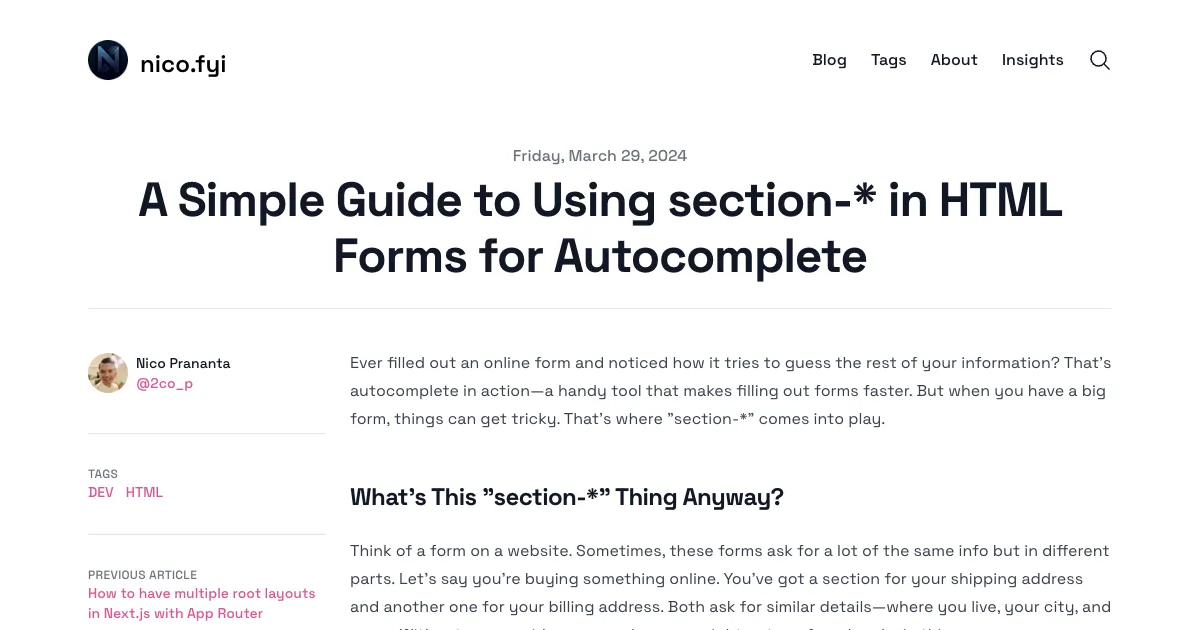 nico.fyi
Blog Tags About Insights
Friday, March 29, 2024
A Simple Guide to Using section-* in HTML
Forms for Autocomplete
Nico Prananta
@2co_p
TAGS
DEV HTML
PREVIOUS ARTICLE
How to have multiple root layouts
in Next.js with App Router
Ever filled out an online form and noticed how it tries to guess the rest of your information? That's
autocomplete in action—a handy tool that makes filling out forms faster. But when you have a big
form, things can get tricky. That's where "section-*" comes into play.
What's This "section-*" Thing Anyway?
Think of a form on a website. Sometimes, these forms ask for a lot of the same info but in different
parts. Let's say you're buying something online. You've got a section for your shipping address
and another one for your billing address. Both ask for similar details—where you live, your city, and